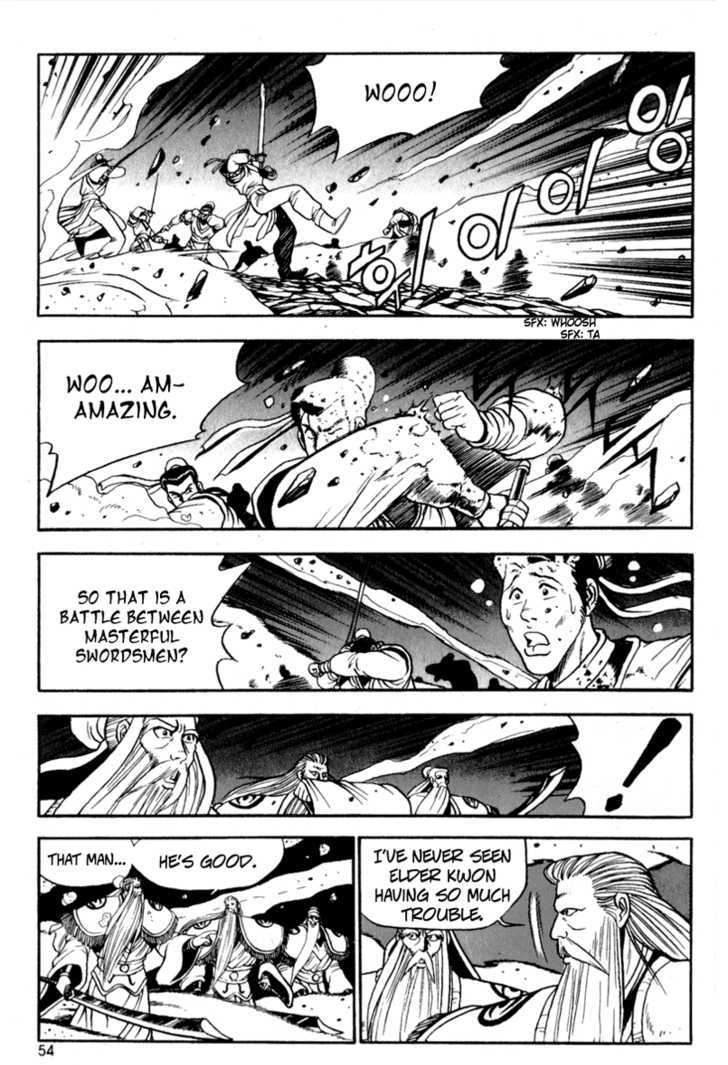 WOOO!
휘이이이잉
SFX: WHOOSH
SFX: TA
WOO... AM-
AMAZING.
SO THAT IS A
BATTLE BETWEEN
MASTERFUL
SWORDSMEN?
!
THAT MAN...
HE'S GOOD.
I'VE NEVER SEEN
ELDER KWON
HAVING SO MUCH
TROUBLE.
54